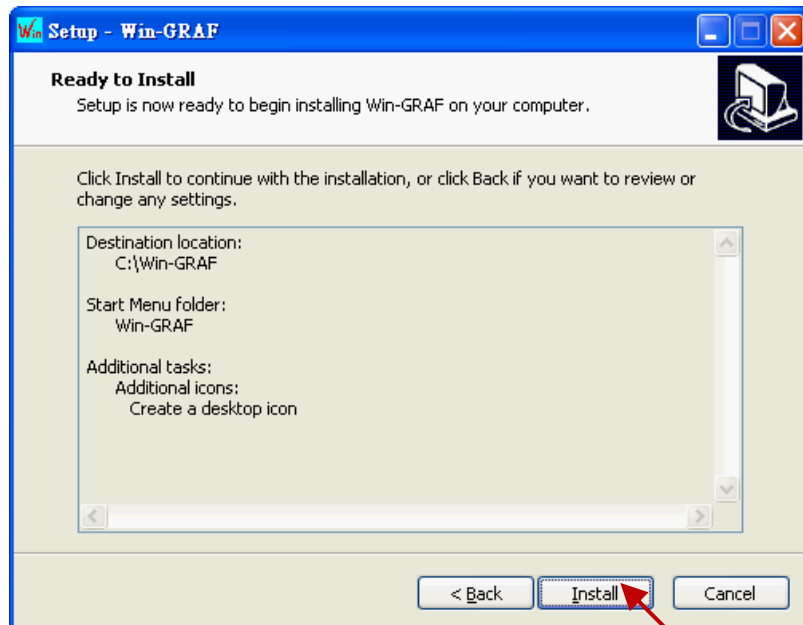 Win Setup - Win-GRAF
Ready to Install
Setup is now ready to begin installing Win-GRAF on your computer.
Click Install to continue with the installation, or click Back if you want to review or
change any settings.
Destination location:
C:\Win-GRAF
Start Menu folder:
Win-GRAF
Additional tasks:
Additional icons:
Create a desktop icon
< Back
Install
Cancel